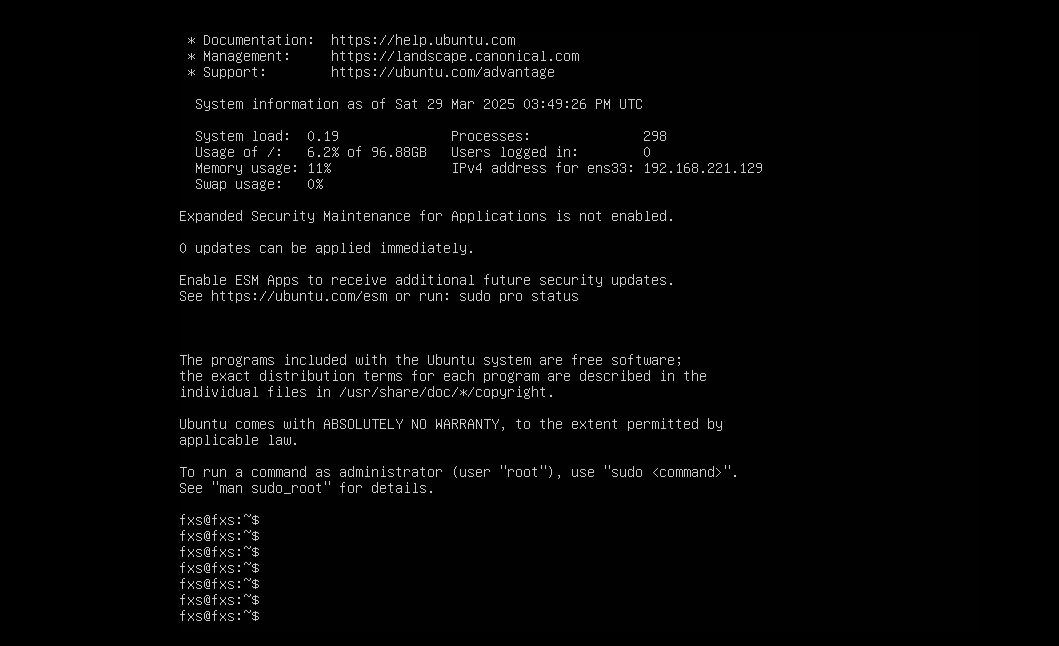 * Documentation:  https://help.ubuntu.com
* Management:     https://landscape.canonical.com
* Support:        https://ubuntu.com/advantage
System information as of Sat 29 Mar 2025 03:49:26 PM UTC
System load:  0.19              Processes:              298
Usage of /:   6.2% of 96.88GB   Users logged in:        0
Memory usage: 11%               IPv4 address for ens33: 192.168.221.129
Swap usage:   0%
Expanded Security Maintenance for Applications is not enabled.
0 updates can be applied immediately.
Enable ESM Apps to receive additional future security updates.
See https://ubuntu.com/esm or run: sudo pro status
The programs included with the Ubuntu system are free software;
the exact distribution terms for each program are described in the
individual files in /usr/share/doc/*/copyright.
Ubuntu comes with ABSOLUTELY NO WARRANTY, to the extent permitted by
applicable law.
To run a command as administrator (user "root"), use "sudo <command>".
See "man sudo_root" for details.
fxs@fxs:~$
fxs@fxs:~$
fxs@fxs:~$
fxs@fxs:~$
fxs@fxs:~$
fxs@fxs:~$
fxs@fxs:~$